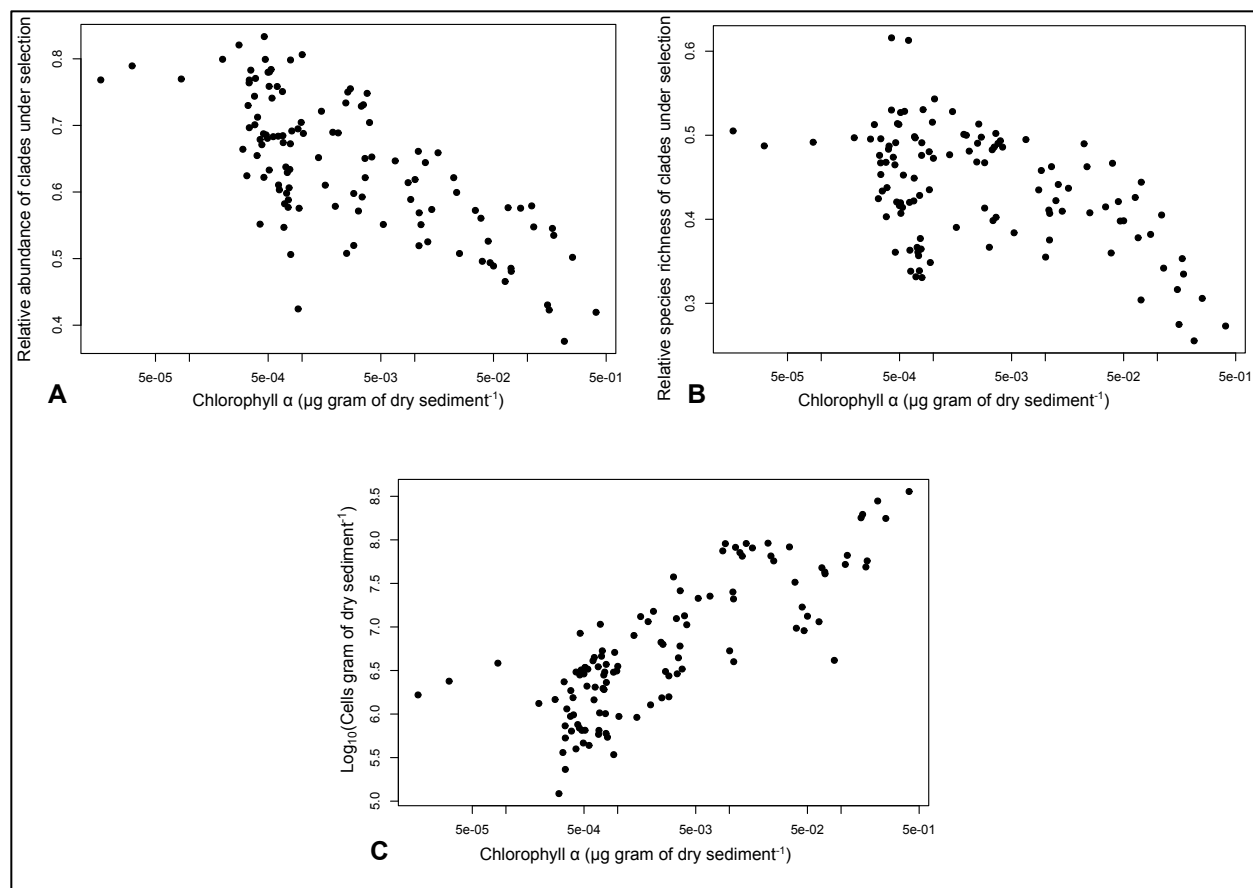 Relative abundance of clades under selection
0.8
0.7
0.6
0.5
0.4
5e-05
5e-04
5e-03
5e-02
5e-01
A
Chlorophyll α (µg gram of dry sediment⁻¹)
Relative species richness of clades under selection
0.6
0.5
0.4
0.3
5e-05
5e-04
5e-03
5e-02
5e-01
B
Chlorophyll α (µg gram of dry sediment⁻¹)
Log₁₀(Cells gram of dry sediment⁻¹)
8.5
8.0
7.5
7.0
6.5
6.0
5.5
5.0
5e-05
5e-04
5e-03
5e-02
5e-01
C
Chlorophyll α (µg gram of dry sediment⁻¹)